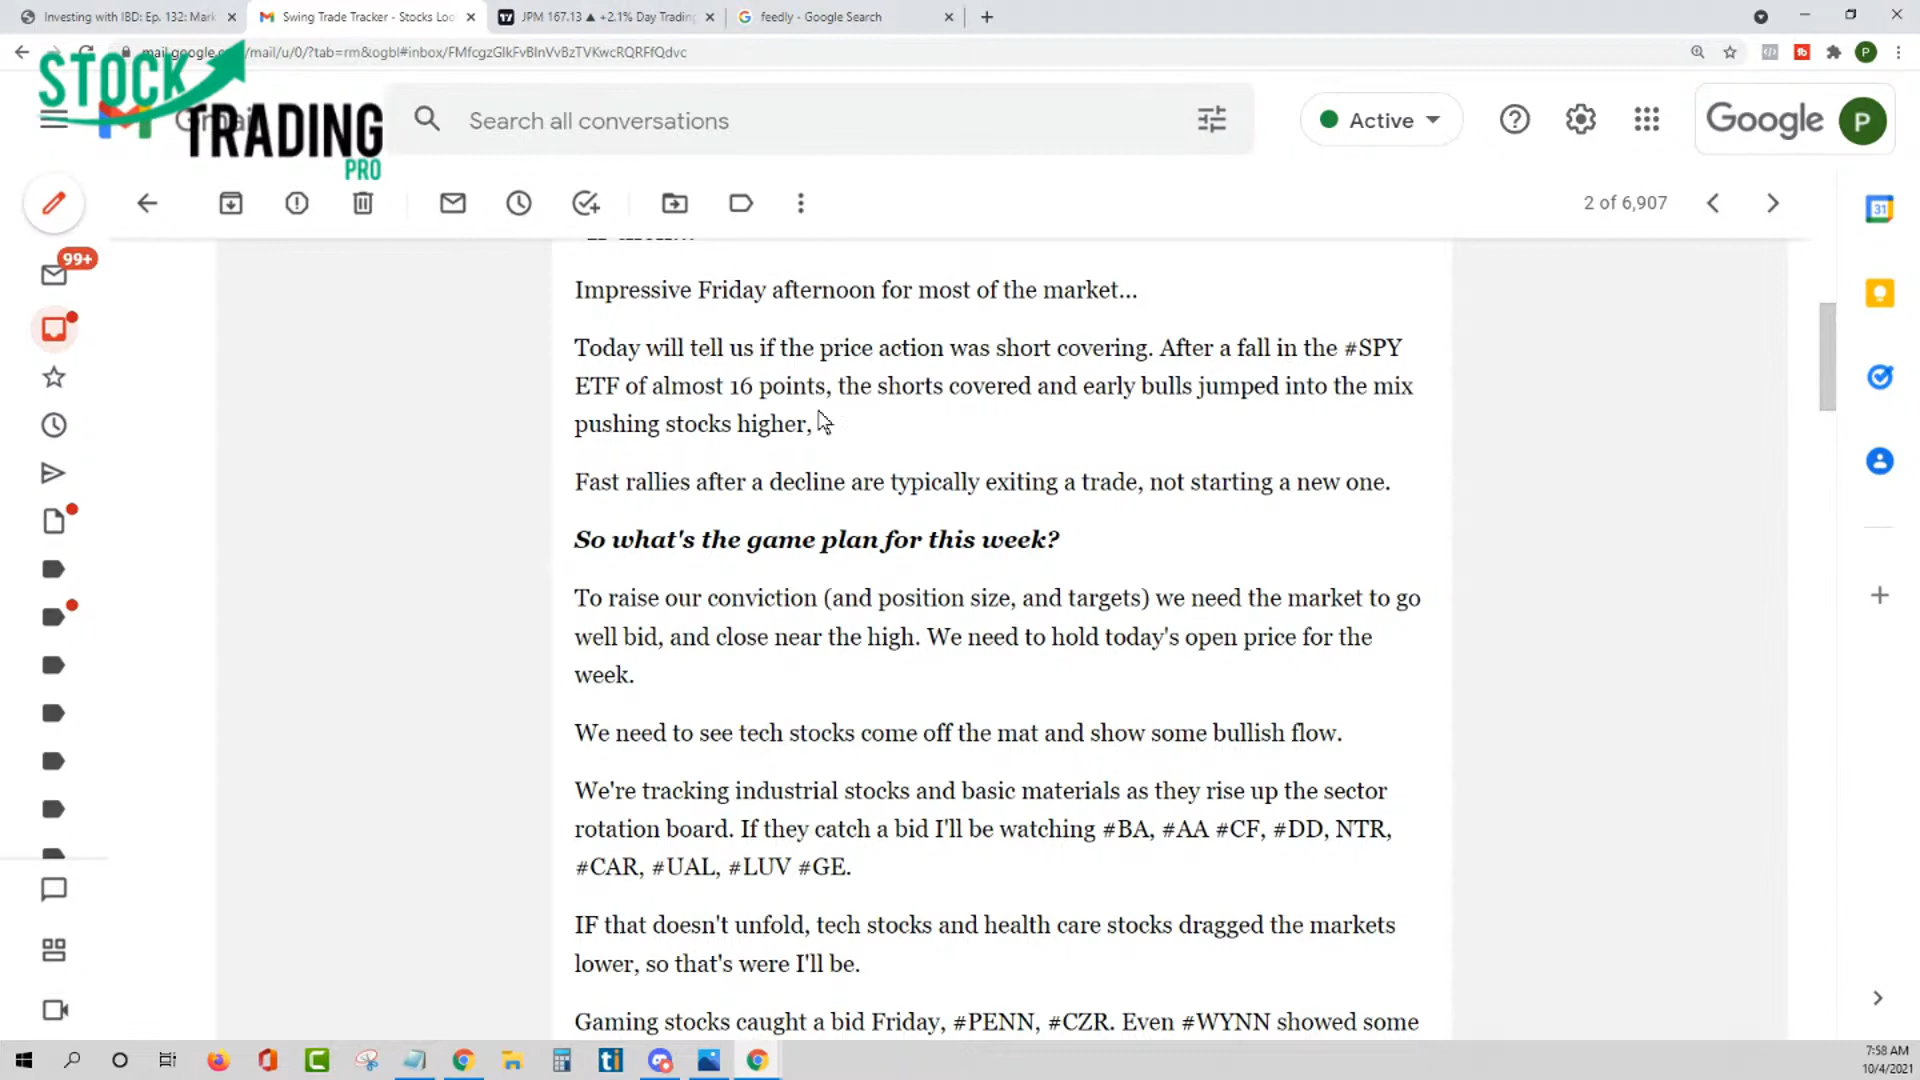 Investing with IBD: Ep. 132: Mark
Swing Trade Tracker - Stocks Loo
JPM 167.13 ▲ +2.1% Day Trading
feedly - Google Search
/mail/u/0/?tab=rm&ogbl#inbox/FMfcgzGlkFvBlnVvBzTVKwcRQRFfQdvc
STOCK
TRADING
PRO
Search all conversations
Active
Google
P
2 of 6,907
31
99+
Impressive Friday afternoon for most of the market...
Today will tell us if the price action was short covering. After a fall in the #SPY
ETF of almost 16 points, the shorts covered and early bulls jumped into the mix
pushing stocks higher,
Fast rallies after a decline are typically exiting a trade, not starting a new one.
So what's the game plan for this week?
To raise our conviction (and position size, and targets) we need the market to go
well bid, and close near the high. We need to hold today's open price for the
week.
We need to see tech stocks come off the mat and show some bullish flow.
We're tracking industrial stocks and basic materials as they rise up the sector
rotation board. If they catch a bid I'll be watching #BA, #AA #CF, #DD, NTR,
#CAR, #UAL, #LUV #GE.
IF that doesn't unfold, tech stocks and health care stocks dragged the markets
lower, so that's were I'll be.
Gaming stocks caught a bid Friday, #PENN, #CZR. Even #WYNN showed some
7:58 AM
10/4/2021